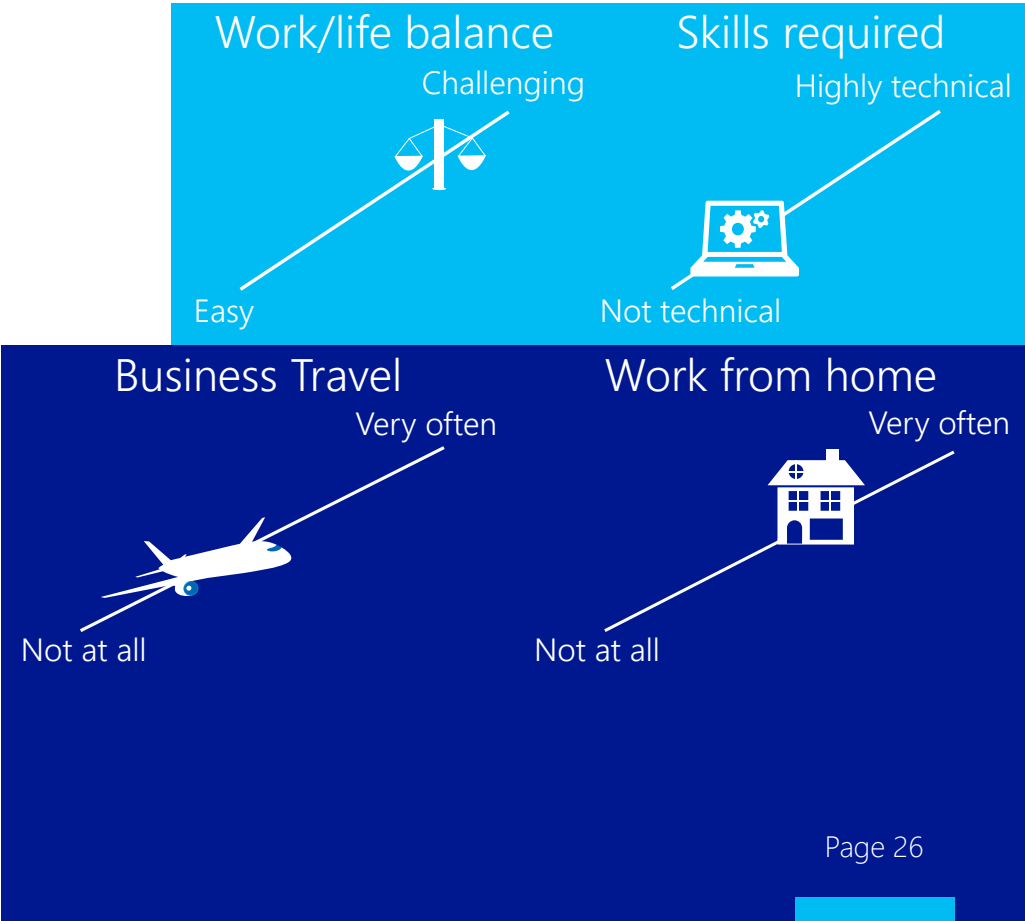 Work/life balance
Challenging
Easy
Skills required
Highly technical
Not technical
Business Travel
Very often
Not at all
Work from home
Very often
Not at all
Page 26